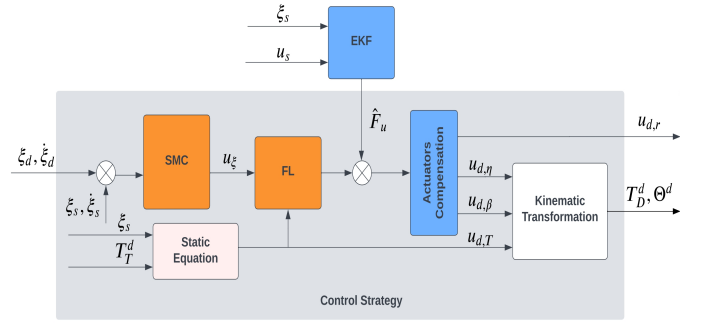 ξ_s
EKF
u_s
F̂_u
ξ_d, ξ̇_d
SMC
u_ξ
FL
Actuators
Compensation
u_{d,r}
u_{d,η}
u_{d,β}
u_{d,T}
Kinematic
Transformation
T_D^d, Θ^d
ξ_s, ξ̇_s
ξ_s
T_T^d
Static
Equation
Control Strategy